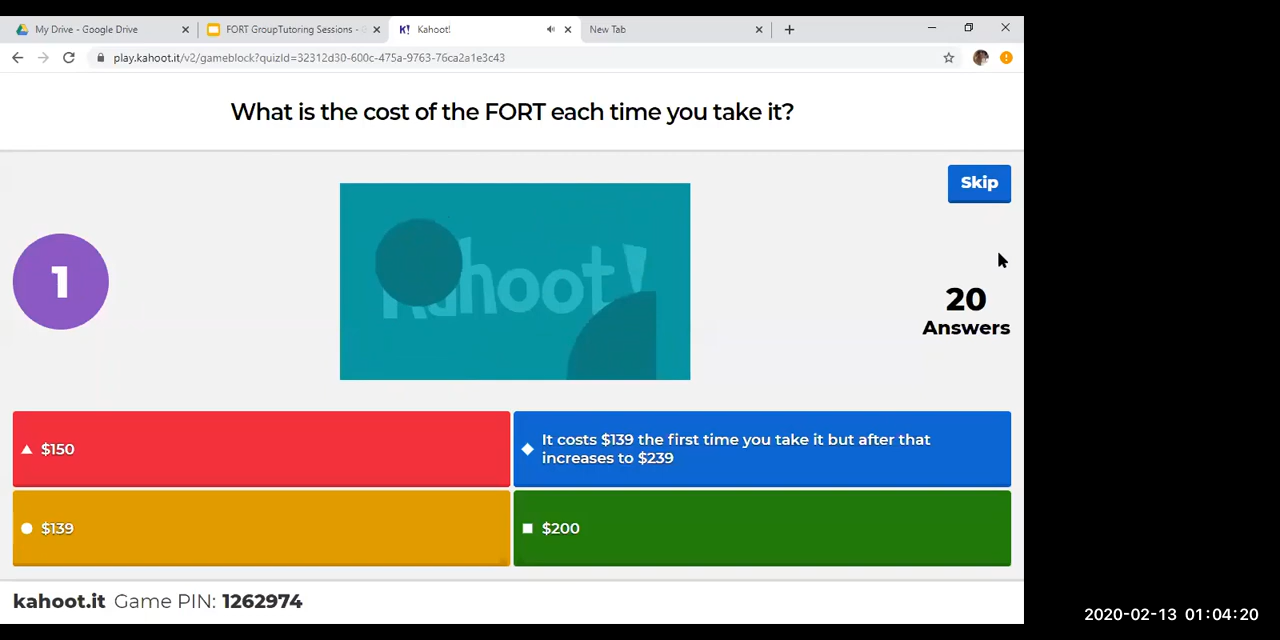 My Drive - Google Drive
FORT GroupTutoring Sessions -
K! Kahoot!
New Tab
play.kahoot.it/v2/gameblock?quizId=32312d30-600c-475a-9763-76ca2a1e3c43
What is the cost of the FORT each time you take it?
Skip
1
Kahoot!
20
Answers
$150
It costs $139 the first time you take it but after that
increases to $239
$139
$200
kahoot.it Game PIN: 1262974
2020-02-13 01:04:20